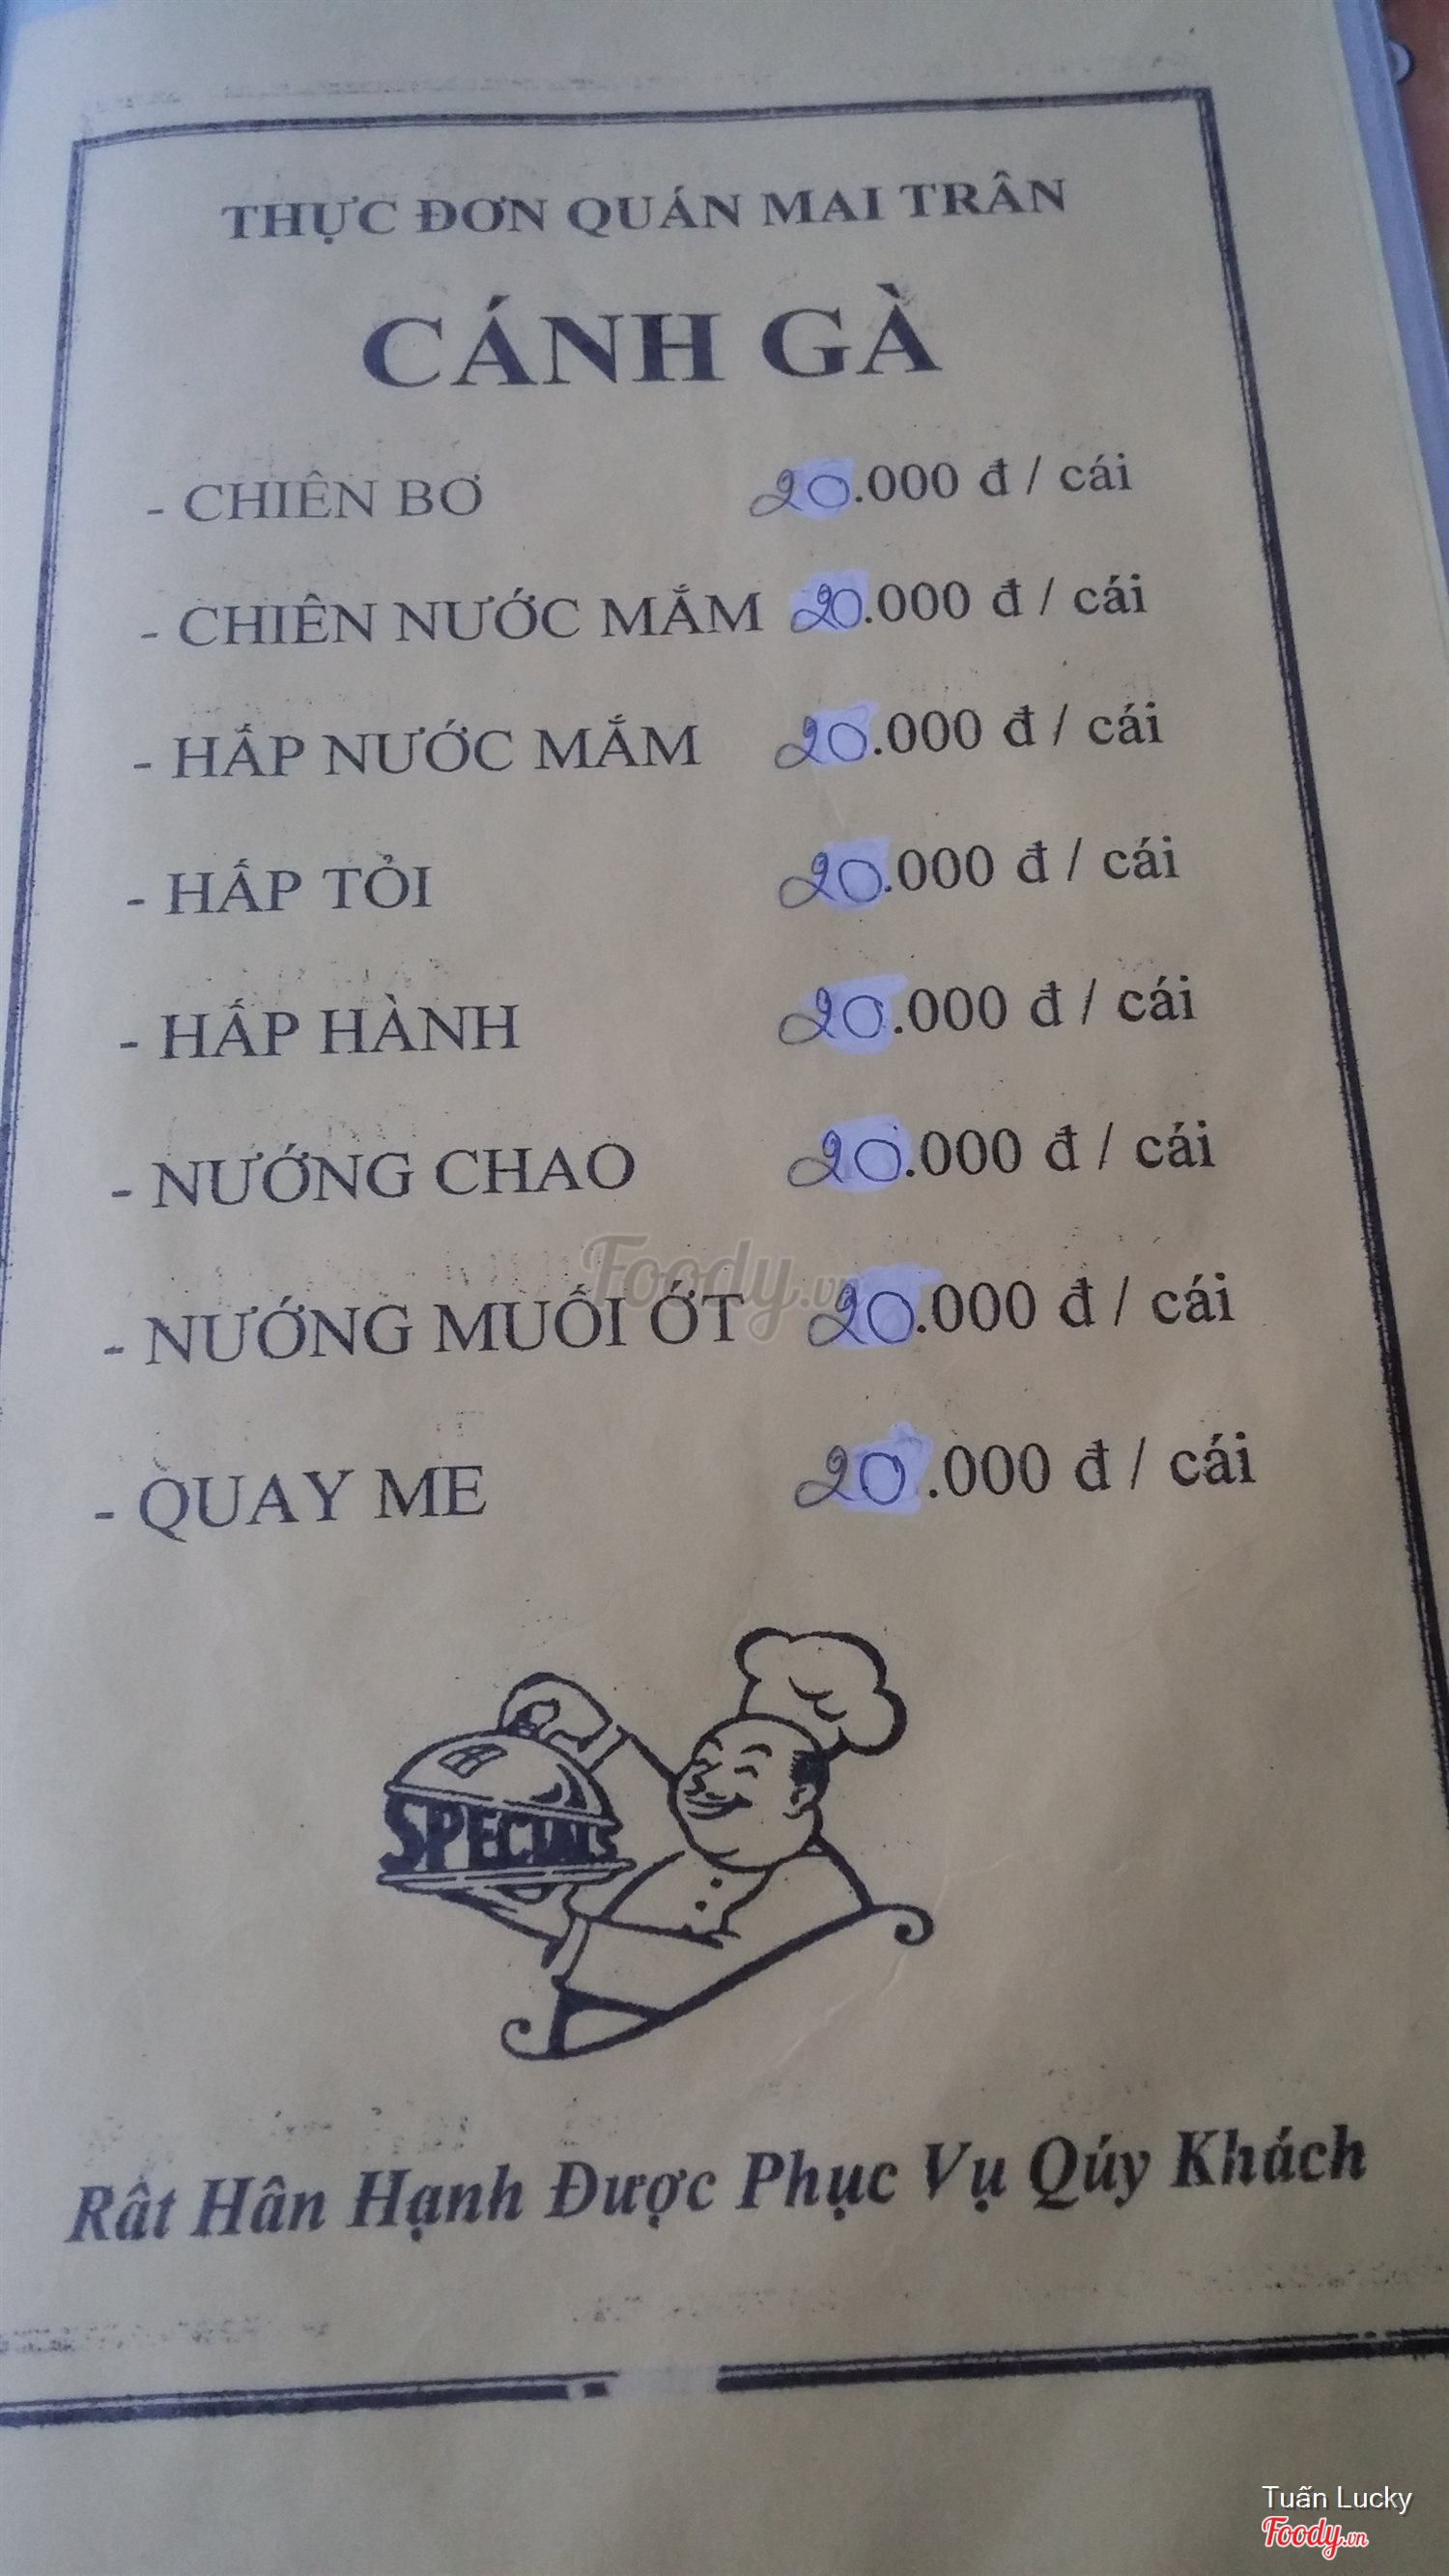 THỰC ĐƠN QUÁN MAI TRÂN
CÁNH GÀ
- CHIÊN BƠ 20.000 đ / cái
- CHIÊN NƯỚC MẮM 20.000 đ / cái
- HẤP NƯỚC MẮM 20.000 đ / cái
- HẤP TỎI 20.000 đ / cái
- HẤP HÀNH 20.000 đ / cái
- NƯỚNG CHAO 20.000 đ / cái
Foody.vn
- NƯỚNG MUỐI ỚT 20.000 đ / cái
- QUAY ME 20.000 đ / cái
SPECIALS
Rât Hân Hạnh Được Phục Vụ Qúy Khách
Tuấn Lucky
Foody.vn